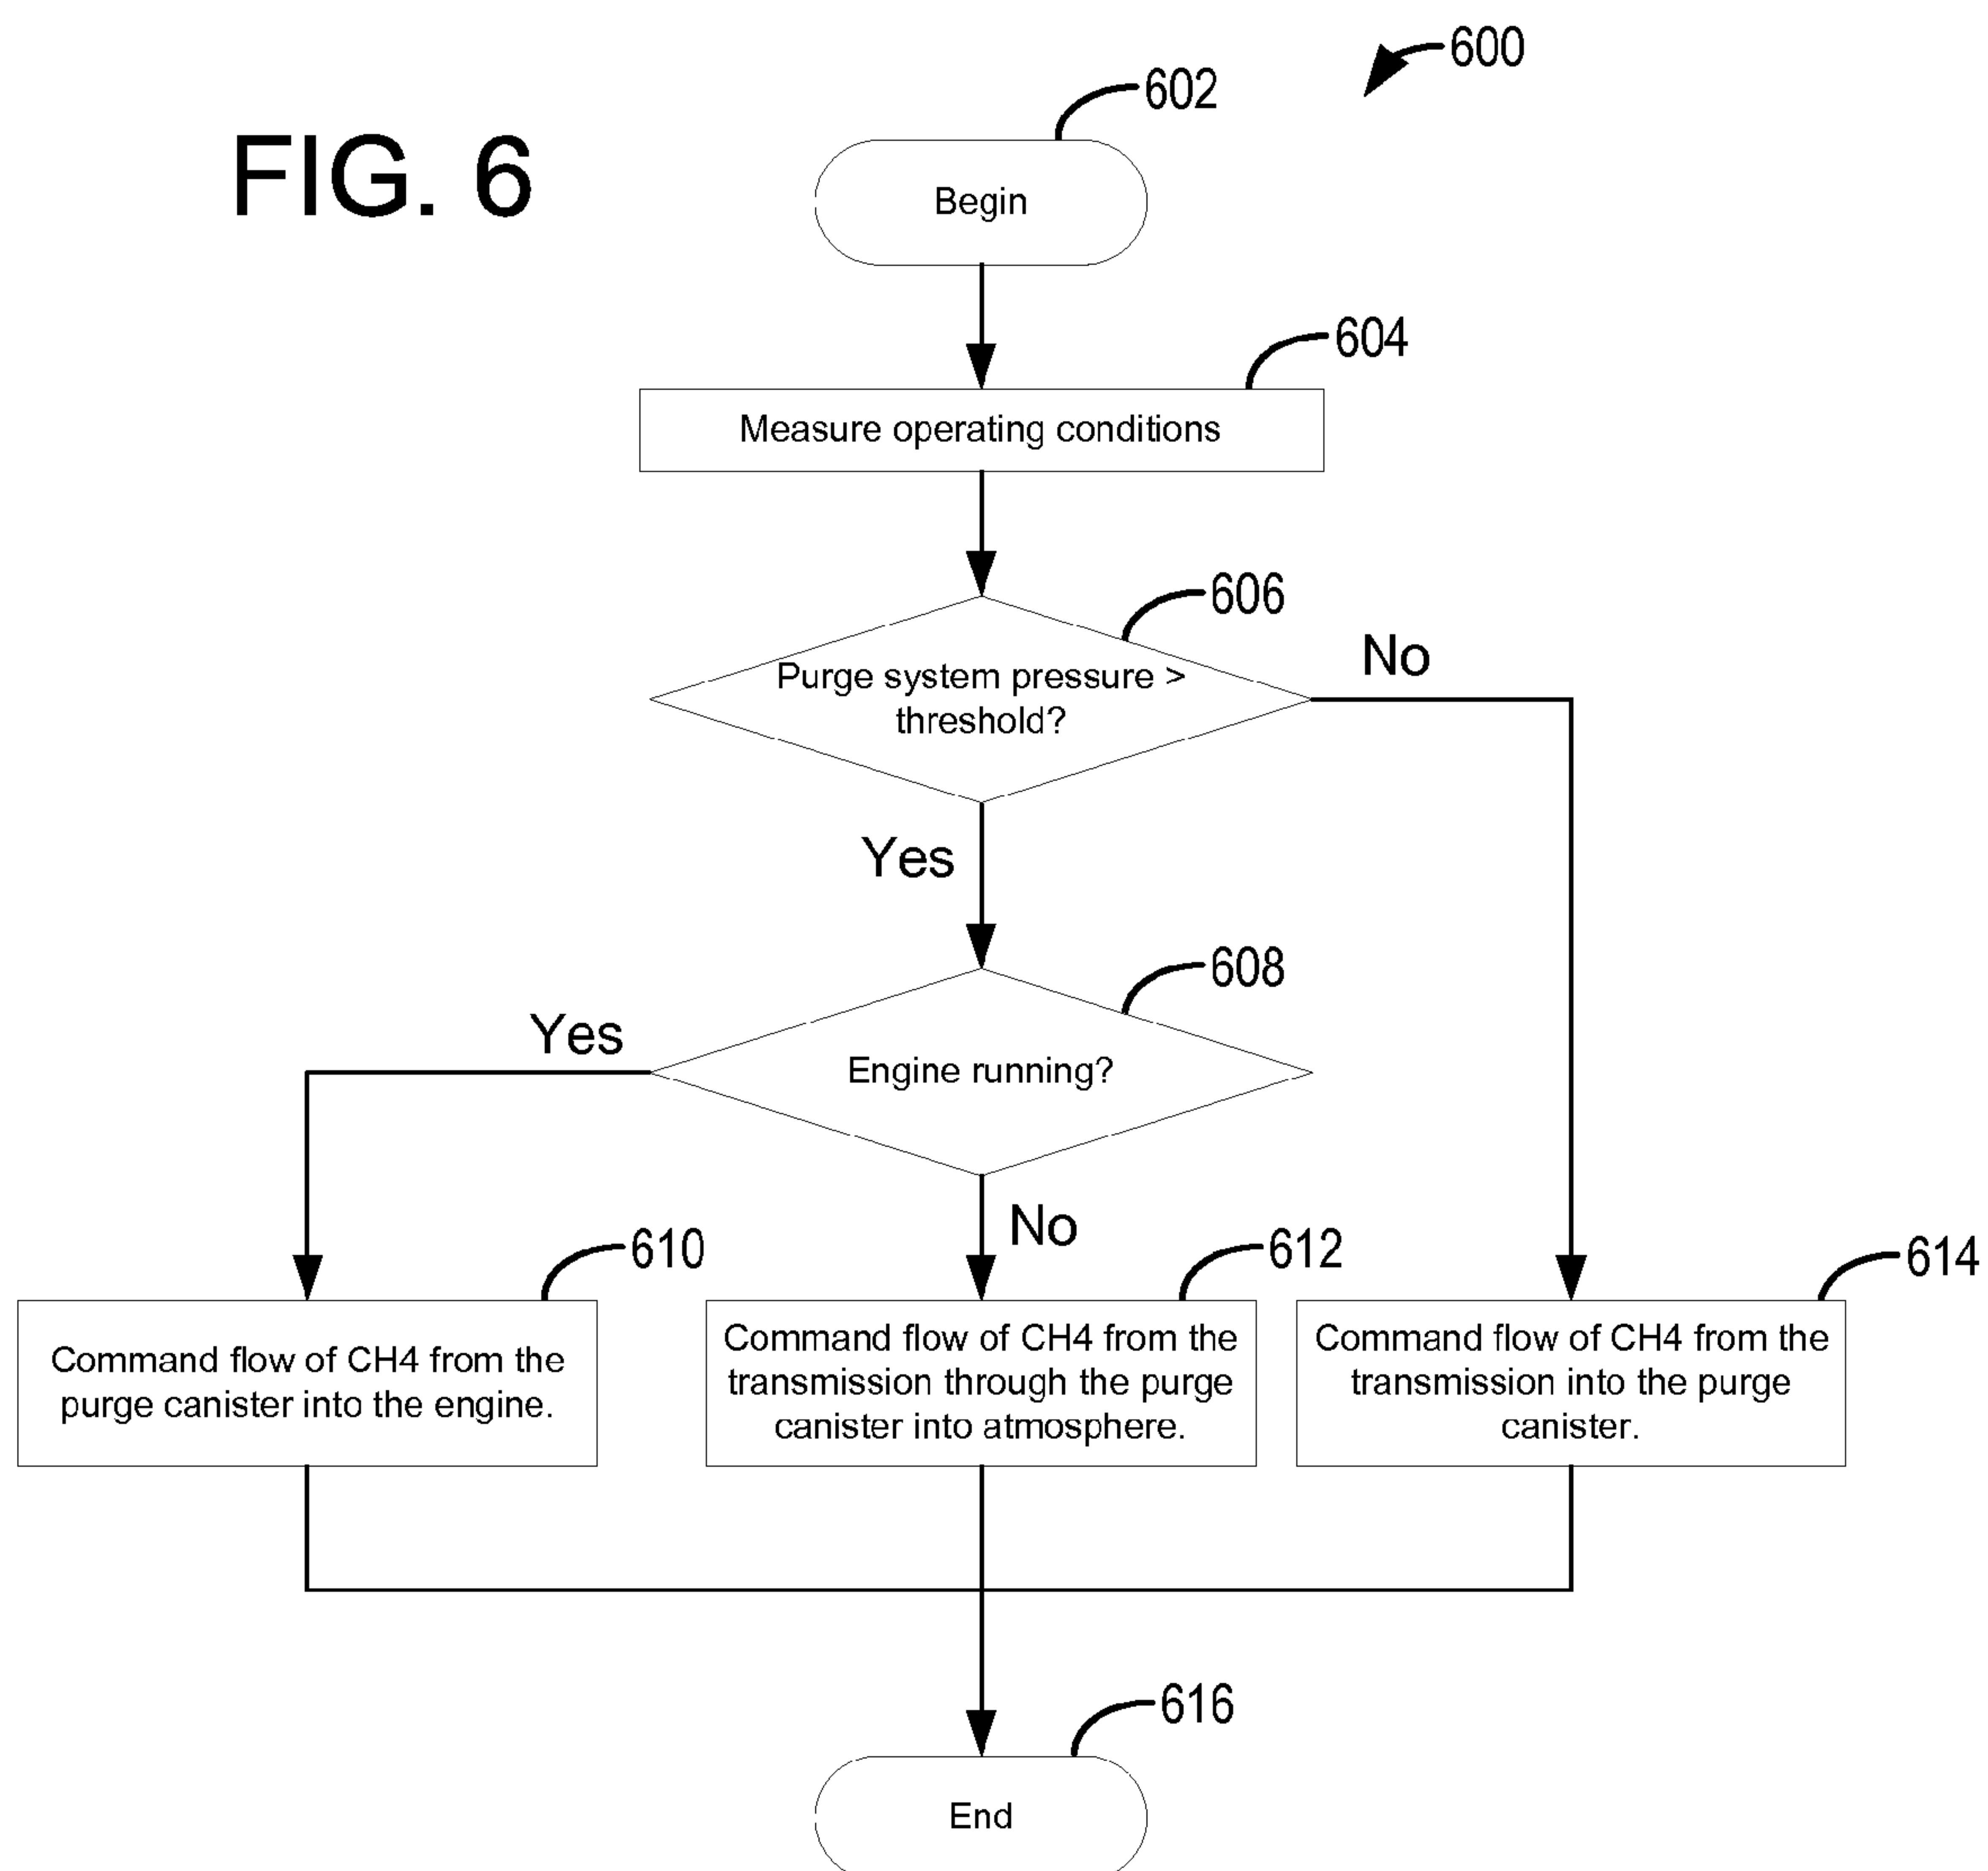 600
602
FIG. 6
Begin
604
Measure operating conditions
606
No
Purge system pressure >
threshold?
Yes
608
Yes
Engine running?
No
610
612
614
Command flow of CH4 from the
purge canister into the engine.
Command flow of CH4 from the
transmission through the purge
canister into atmosphere.
Command flow of CH4 from the
transmission into the purge
canister.
616
End